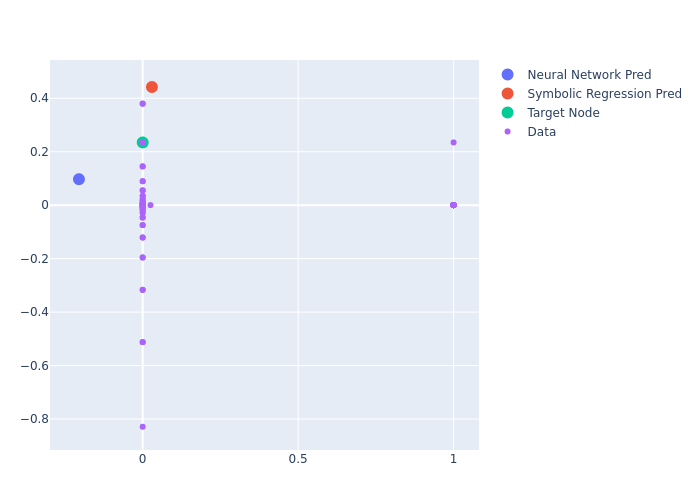 Neural Network Pred
Symbolic Regression Pred
Target Node
Data
0.4
0.2
0
−0.2
−0.4
−0.6
−0.8
0
0.5
1